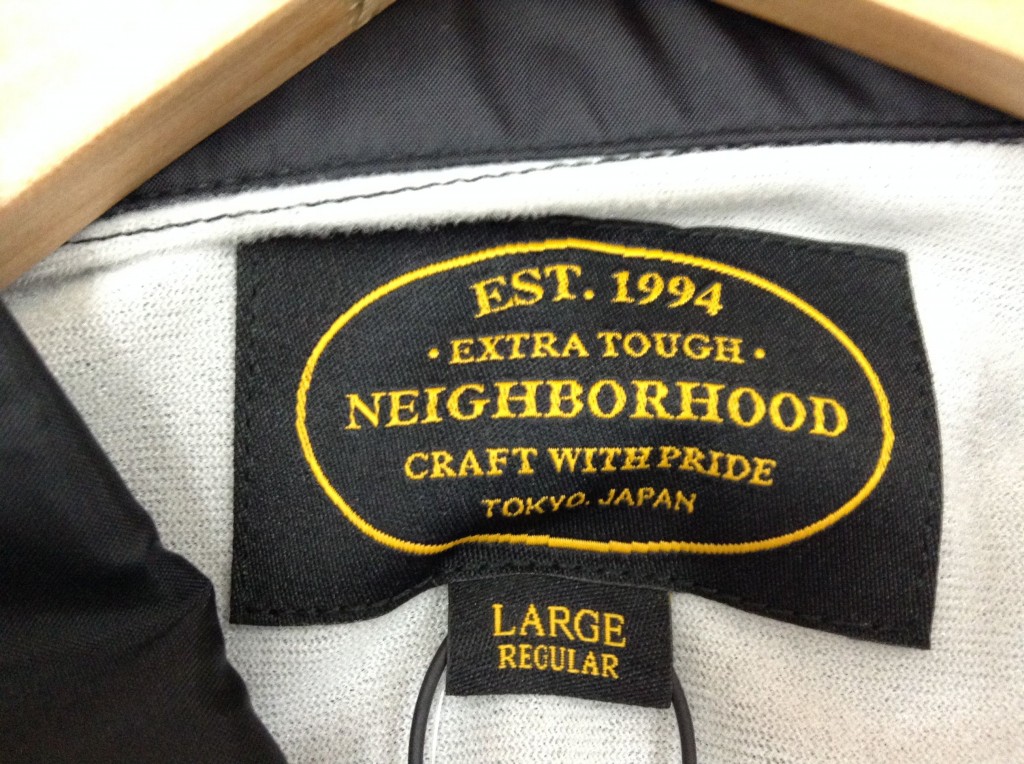 EST. 1994
• EXTRA TOUGH •
NEIGHBORHOOD
CRAFT WITH PRIDE
TOKYO. JAPAN
LARGE
REGULAR